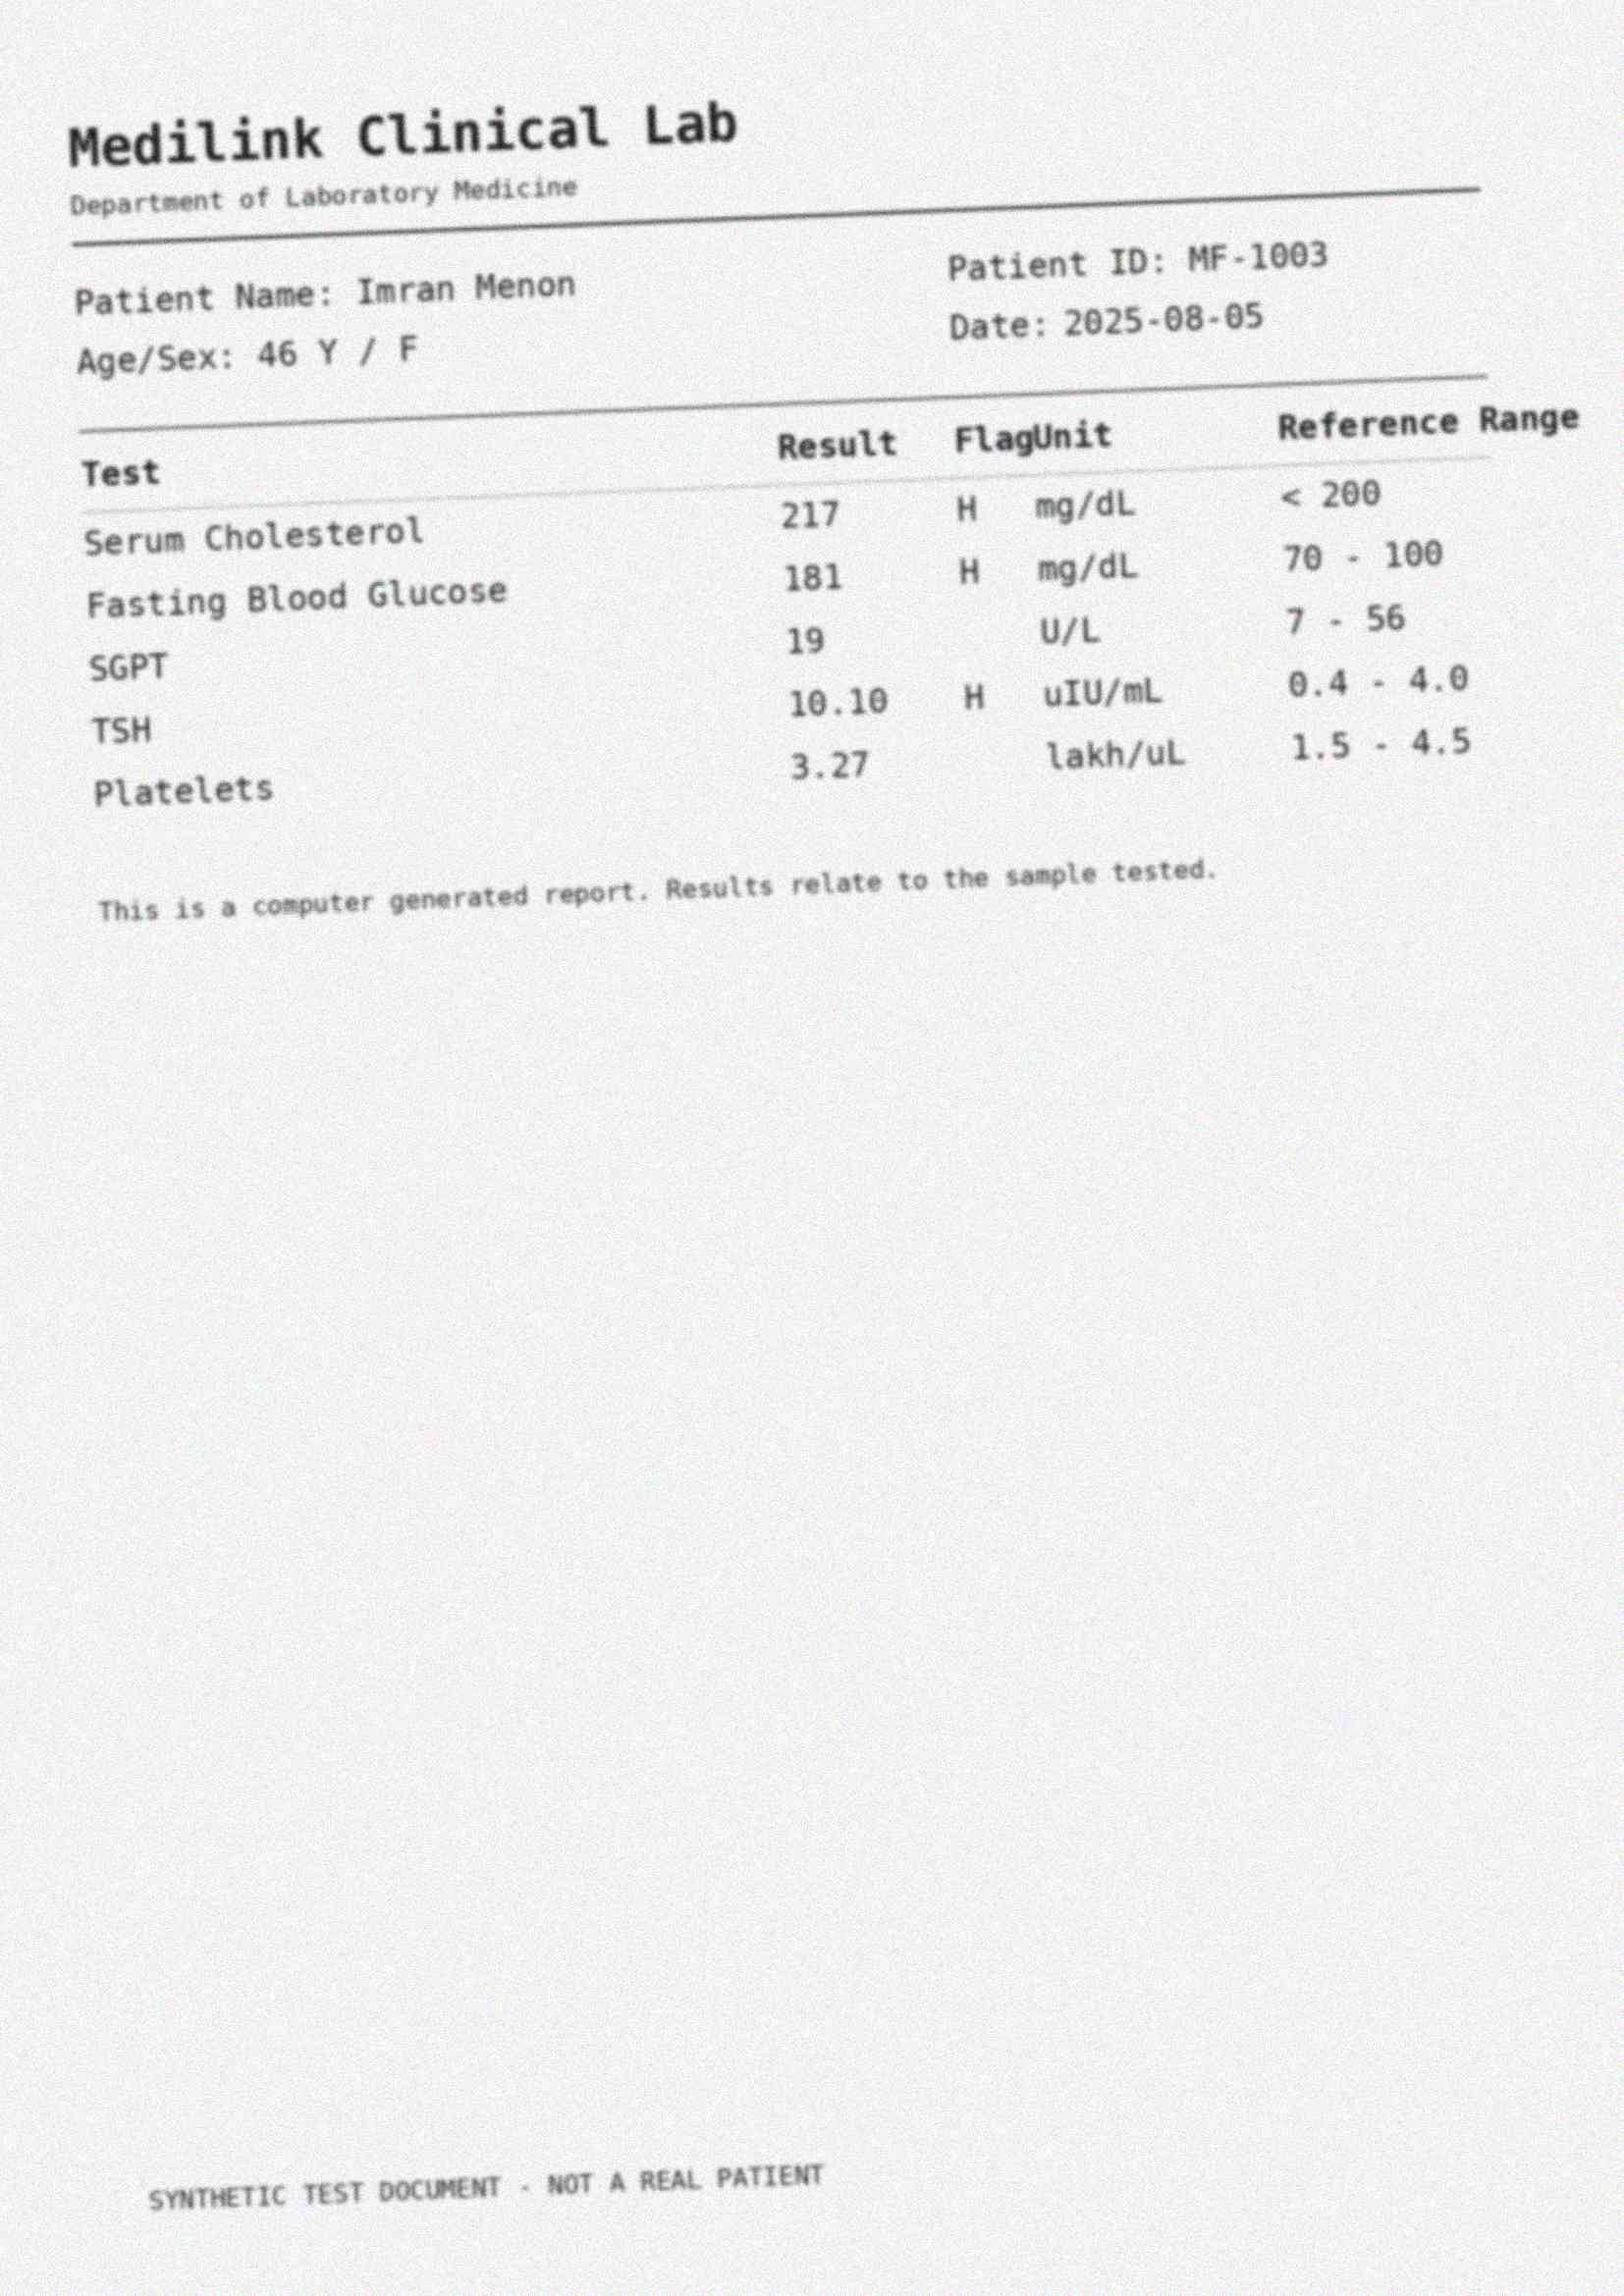 Medilink Clinical Lab
Department of Laboratory Medicine
Patient Name: Imran Menon Patient ID: MF-1003
Age/Sex: 46 Y / F Date: 2025-08-05
Test Result Flag Unit Reference Range
Serum Cholesterol 217 H mg/dL < 200
Fasting Blood Glucose 181 H mg/dL 70 - 100
SGPT 19 U/L 7 - 56
TSH 10.10 H uIU/mL 0.4 - 4.0
Platelets 3.27 lakh/uL 1.5 - 4.5
This is a computer generated report. Results relate to the sample tested.
SYNTHETIC TEST DOCUMENT - NOT A REAL PATIENT